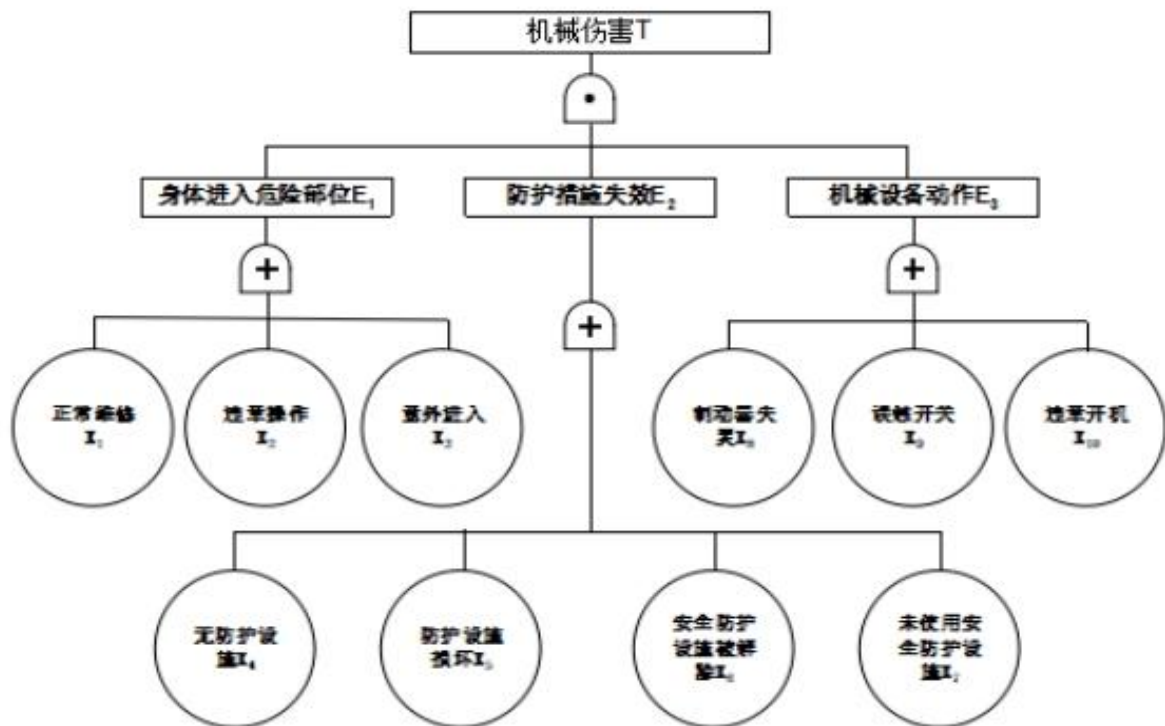 机械伤害T
•
身体进入危险部位E₁
防护措施失效E₂
机械设备动作E₃
+
+
+
正常维修
X₁
违章操作
X₂
意外进入
X₃
制动器失
灵X₈
误触开关
X₉
违章开机
X₁₀
无防护设
施X₄
防护设施
损坏X₅
安全防护
设施被解
除X₆
未使用安
全防护设
施X₇